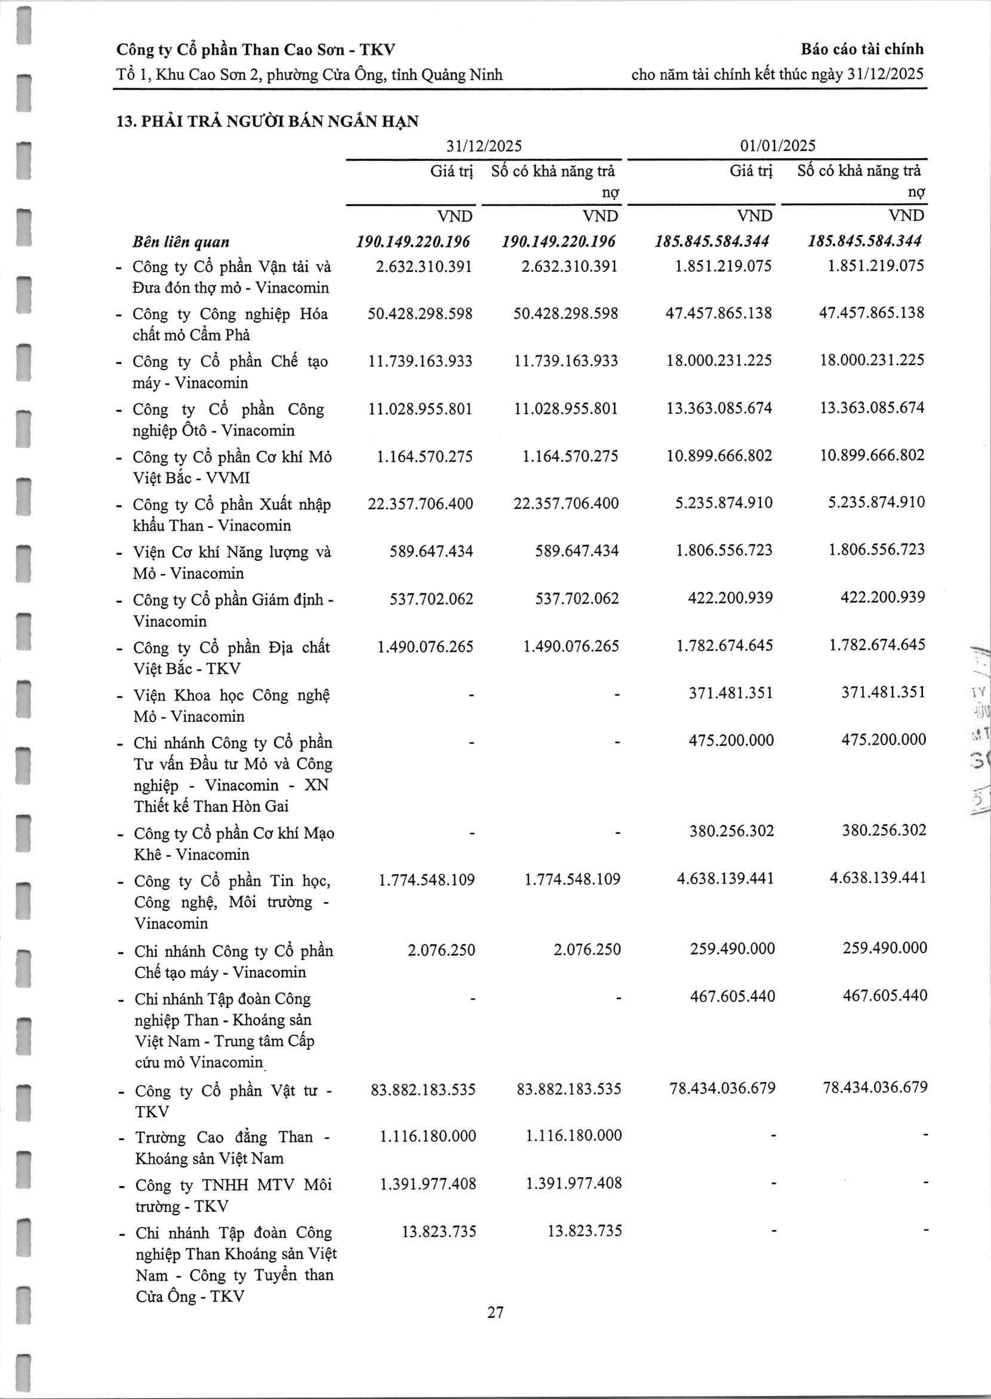 Công ty Cổ phần Than Cao Sơn - TKV Báo cáo tài chính
Tổ 1, Khu Cao Sơn 2, phường Cửa Ông, tỉnh Quảng Ninh cho năm tài chính kết thúc ngày 31/12/2025
13. PHẢI TRẢ NGƯỜI BÁN NGẮN HẠN
31/12/2025 01/01/2025
Giá trị Số có khả năng trả Giá trị Số có khả năng trả
nợ nợ
VND VND VND VND
Bên liên quan 190.149.220.196 190.149.220.196 185.845.584.344 185.845.584.344
- Công ty Cổ phần Vận tải và 2.632.310.391 2.632.310.391 1.851.219.075 1.851.219.075
Đưa đón thợ mỏ - Vinacomin
- Công ty Công nghiệp Hóa 50.428.298.598 50.428.298.598 47.457.865.138 47.457.865.138
chất mỏ Cẩm Phả
- Công ty Cổ phần Chế tạo 11.739.163.933 11.739.163.933 18.000.231.225 18.000.231.225
máy - Vinacomin
- Công ty Cổ phần Công 11.028.955.801 11.028.955.801 13.363.085.674 13.363.085.674
nghiệp Ôtô - Vinacomin
- Công ty Cổ phần Cơ khí Mỏ 1.164.570.275 1.164.570.275 10.899.666.802 10.899.666.802
Việt Bắc - VVMI
- Công ty Cổ phần Xuất nhập 22.357.706.400 22.357.706.400 5.235.874.910 5.235.874.910
khẩu Than - Vinacomin
- Viện Cơ khí Năng lượng và 589.647.434 589.647.434 1.806.556.723 1.806.556.723
Mỏ - Vinacomin
- Công ty Cổ phần Giám định - 537.702.062 537.702.062 422.200.939 422.200.939
Vinacomin
- Công ty Cổ phần Địa chất 1.490.076.265 1.490.076.265 1.782.674.645 1.782.674.645
Việt Bắc - TKV
- Viện Khoa học Công nghệ - - 371.481.351 371.481.351
Mỏ - Vinacomin
- Chi nhánh Công ty Cổ phần - - 475.200.000 475.200.000
Tư vấn Đầu tư Mỏ và Công
nghiệp - Vinacomin - XN
Thiết kế Than Hòn Gai
- Công ty Cổ phần Cơ khí Mạo - - 380.256.302 380.256.302
Khê - Vinacomin
- Công ty Cổ phần Tin học, 1.774.548.109 1.774.548.109 4.638.139.441 4.638.139.441
Công nghệ, Môi trường -
Vinacomin
- Chi nhánh Công ty Cổ phần 2.076.250 2.076.250 259.490.000 259.490.000
Chế tạo máy - Vinacomin
- Chi nhánh Tập đoàn Công - - 467.605.440 467.605.440
nghiệp Than - Khoáng sản
Việt Nam - Trung tâm Cấp
cứu mỏ Vinacomin
- Công ty Cổ phần Vật tư - 83.882.183.535 83.882.183.535 78.434.036.679 78.434.036.679
TKV
- Trường Cao đẳng Than - 1.116.180.000 1.116.180.000 - -
Khoáng sản Việt Nam
- Công ty TNHH MTV Môi 1.391.977.408 1.391.977.408 - -
trường - TKV
- Chi nhánh Tập đoàn Công 13.823.735 13.823.735 - -
nghiệp Than Khoáng sản Việt
Nam - Công ty Tuyển than
Cửa Ông - TKV
27